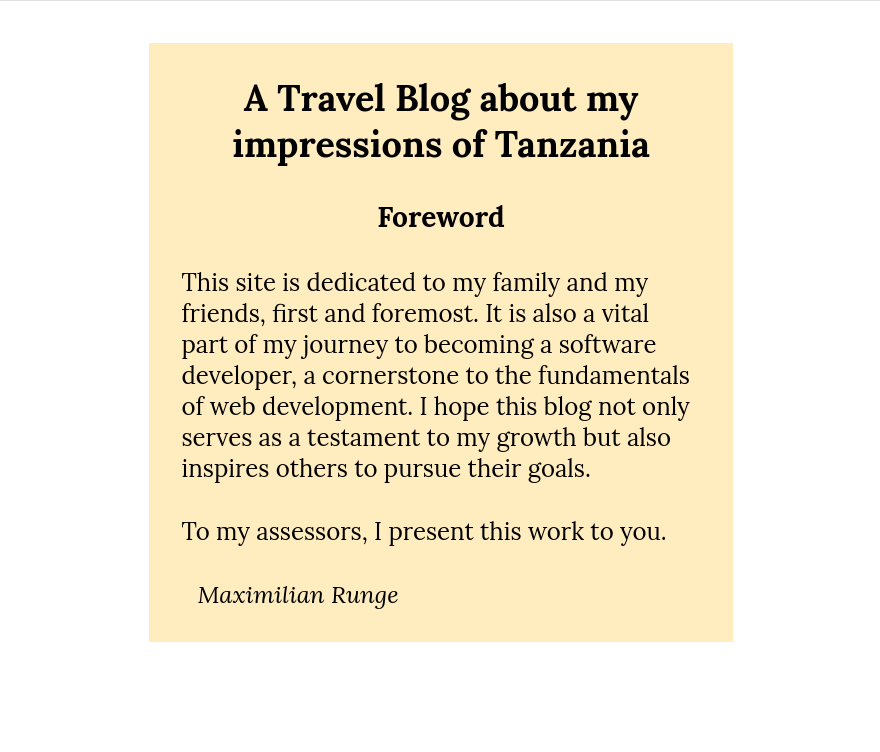 A Travel Blog about my
impressions of Tanzania
Foreword
This site is dedicated to my family and my
friends, first and foremost. It is also a vital
part of my journey to becoming a software
developer, a cornerstone to the fundamentals
of web development. I hope this blog not only
serves as a testament to my growth but also
inspires others to pursue their goals.
To my assessors, I present this work to you.
Maximilian Runge